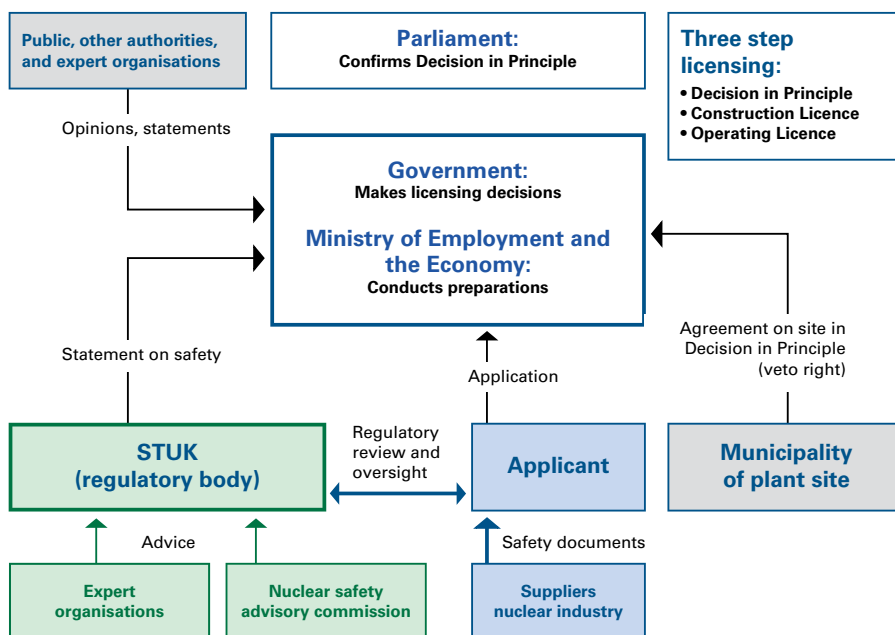 Public, other authorities,
and expert organisations
Parliament:
Confirms Decision in Principle
Three step
licensing:
• Decision in Principle
• Construction Licence
• Operating Licence
Opinions, statements
Government:
Makes licensing decisions
Ministry of Employment and
the Economy:
Conducts preparations
Statement on safety
Application
Agreement on site in
Decision in Principle
(veto right)
STUK
(regulatory body)
Regulatory
review and
oversight
Applicant
Municipality
of plant site
Advice
Safety documents
Expert
organisations
Nuclear safety
advisory commission
Suppliers
nuclear industry